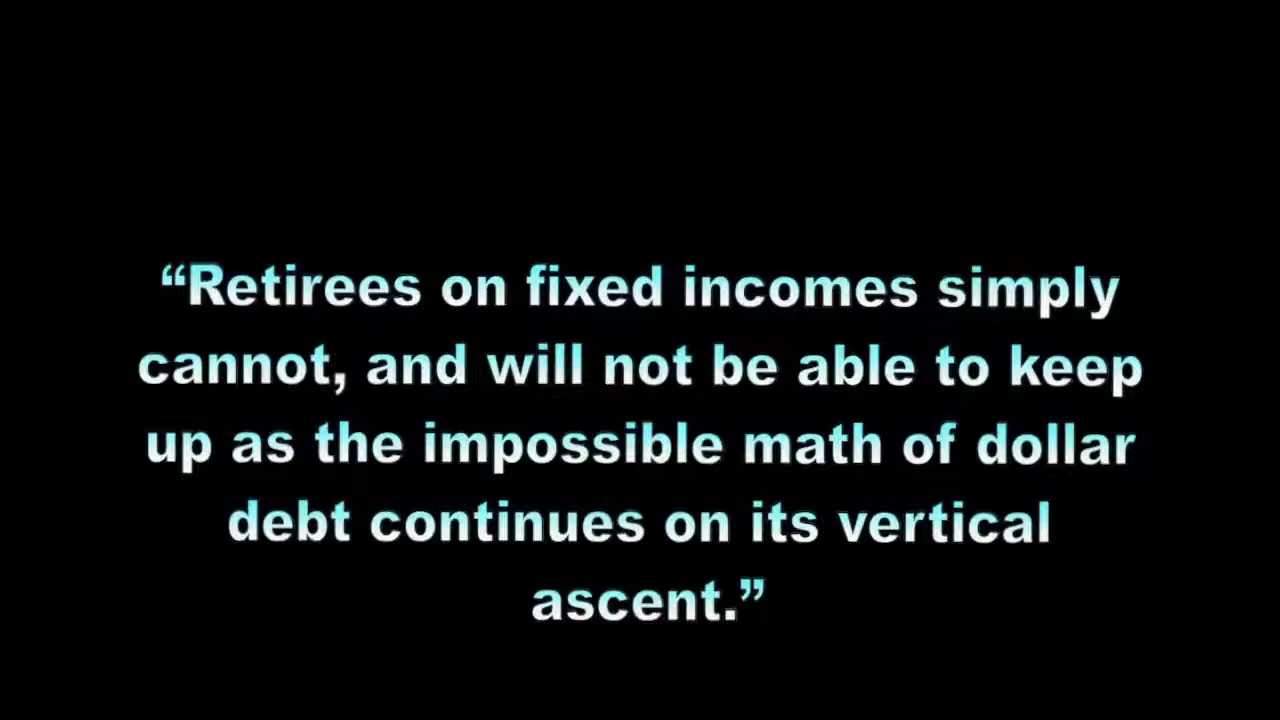 “Retirees on fixed incomes simply
cannot, and will not be able to keep
up as the impossible math of dollar
debt continues on its vertical
ascent.”